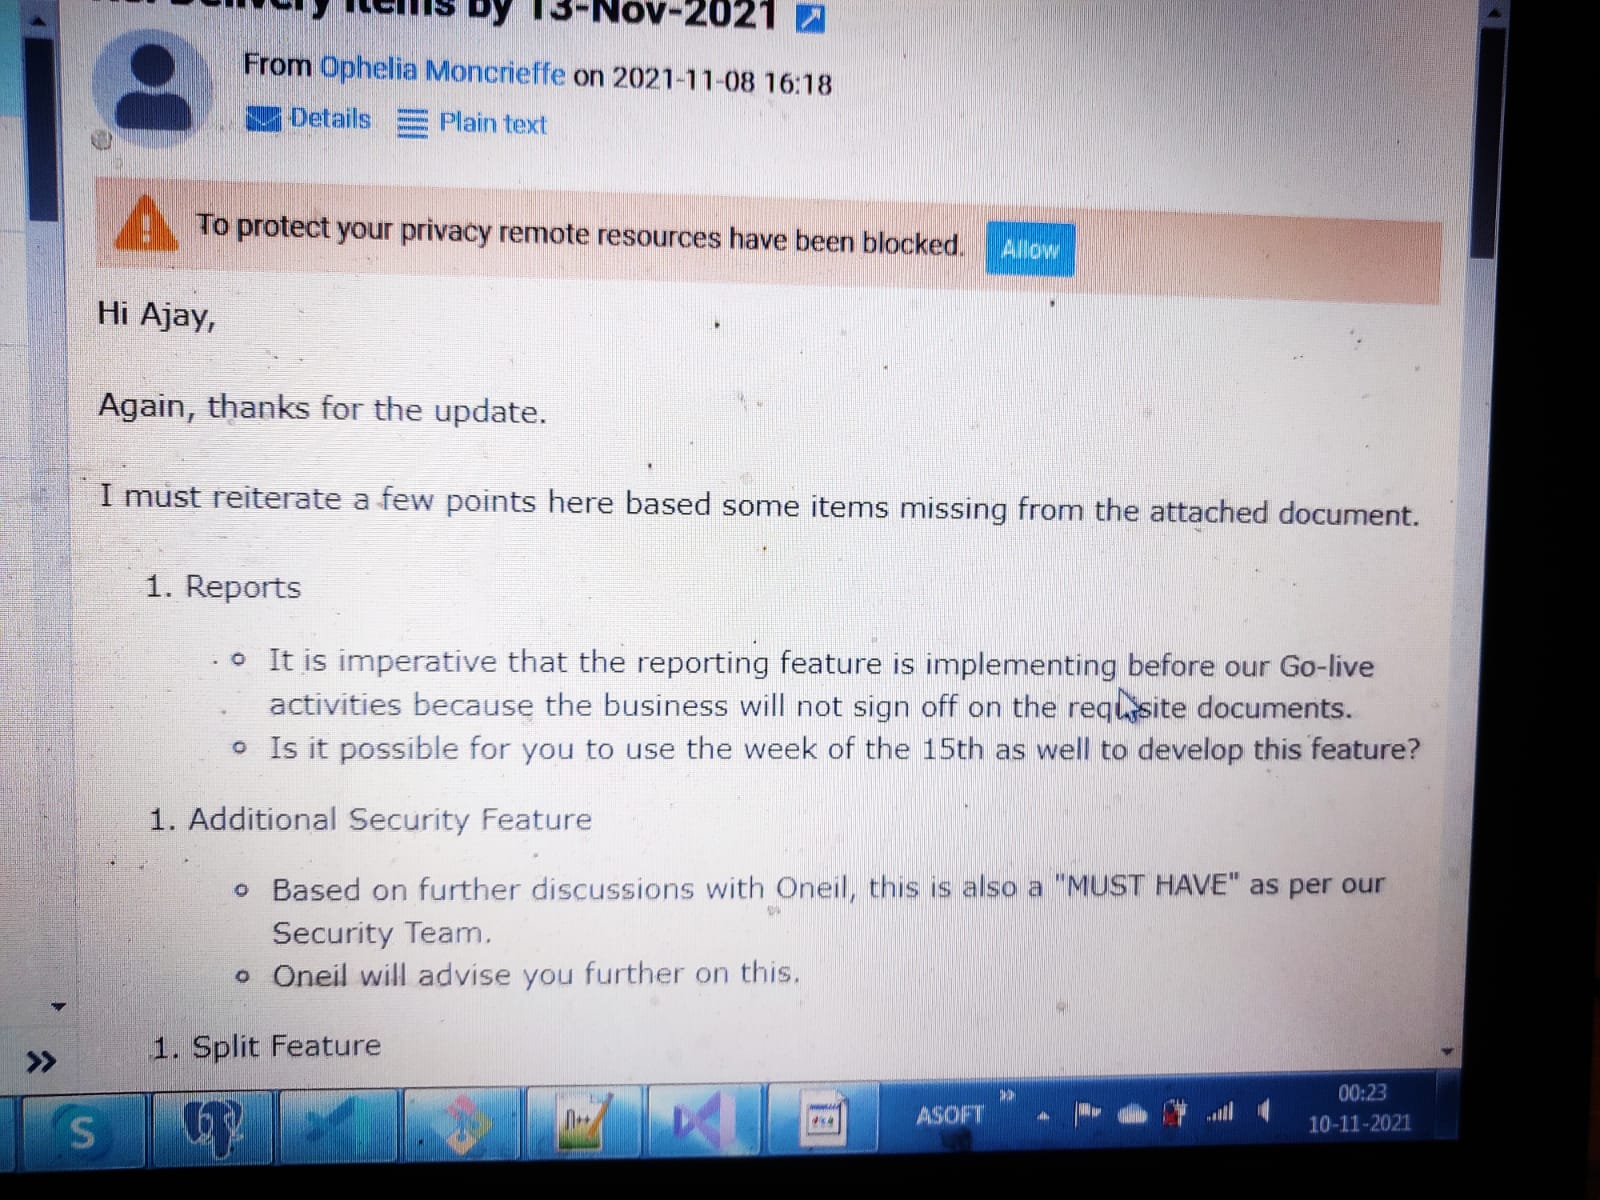 Delivery Items by 13-Nov-2021
From Ophelia Moncrieffe on 2021-11-08 16:18
Details Plain text
To protect your privacy remote resources have been blocked. Allow
Hi Ajay,
Again, thanks for the update.
I must reiterate a few points here based some items missing from the attached document.
1. Reports
It is imperative that the reporting feature is implementing before our Go-live
activities because the business will not sign off on the requisite documents.
Is it possible for you to use the week of the 15th as well to develop this feature?
1. Additional Security Feature
Based on further discussions with Oneil, this is also a "MUST HAVE" as per our
Security Team.
Oneil will advise you further on this.
1. Split Feature
S
n++
ASOFT
00:23
10-11-2021